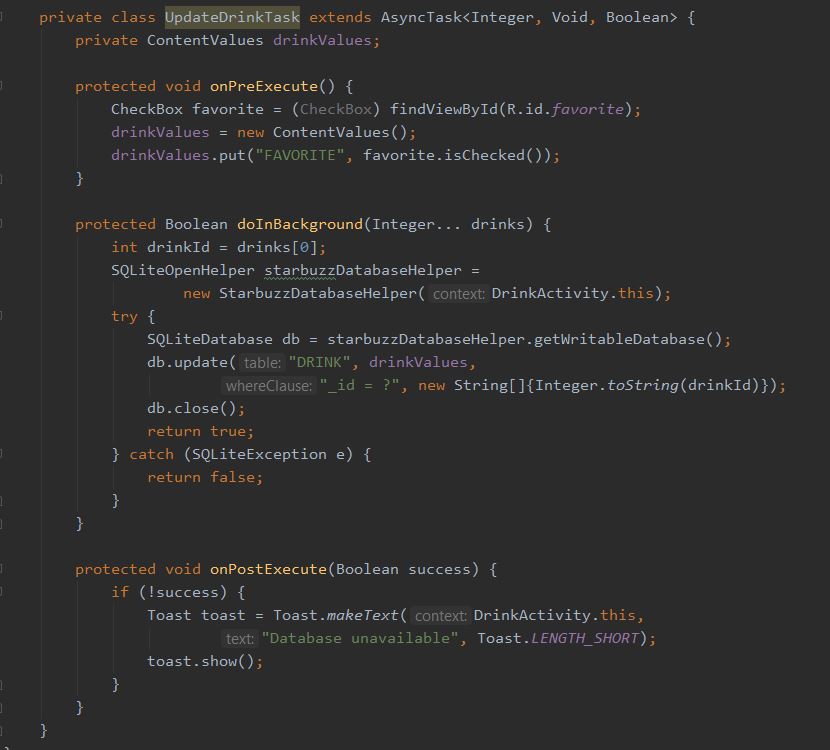 private class UpdateDrinkTask extends AsyncTask<Integer, Void, Boolean> {
    private ContentValues drinkValues;

    protected void onPreExecute() {
        CheckBox favorite = (CheckBox) findViewById(R.id.favorite);
        drinkValues = new ContentValues();
        drinkValues.put("FAVORITE", favorite.isChecked());
    }

    protected Boolean doInBackground(Integer... drinks) {
        int drinkId = drinks[0];
        SQLiteOpenHelper starbuzzDatabaseHelper =
                new StarbuzzDatabaseHelper( context: DrinkActivity.this);
        try {
            SQLiteDatabase db = starbuzzDatabaseHelper.getWritableDatabase();
            db.update( table: "DRINK", drinkValues,
                    whereClause: "_id = ?", new String[]{Integer.toString(drinkId)});
            db.close();
            return true;
        } catch (SQLiteException e) {
            return false;
        }
    }

    protected void onPostExecute(Boolean success) {
        if (!success) {
            Toast toast = Toast.makeText( context: DrinkActivity.this,
                    text: "Database unavailable", Toast.LENGTH_SHORT);
            toast.show();
        }
    }
}